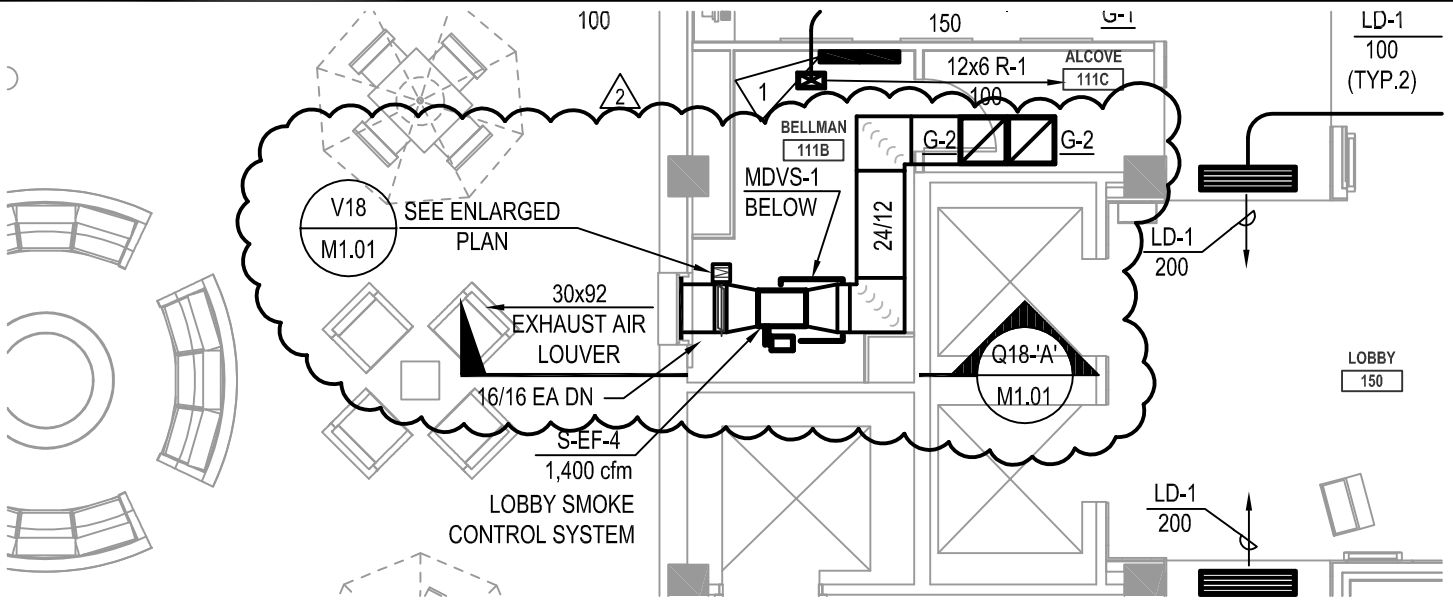 100
150
G-1
LD-1
100
(TYP.2)
12x6 R-1
100
ALCOVE
111C
2
1
BELLMAN
111B
G-2
G-2
MDVS-1
BELOW
V18
M1.01
SEE ENLARGED
PLAN
24/12
LD-1
200
30x92
EXHAUST AIR
LOUVER
Q18-'A'
M1.01
LOBBY
150
16/16 EA DN
S-EF-4
1,400 cfm
LOBBY SMOKE
CONTROL SYSTEM
LD-1
200